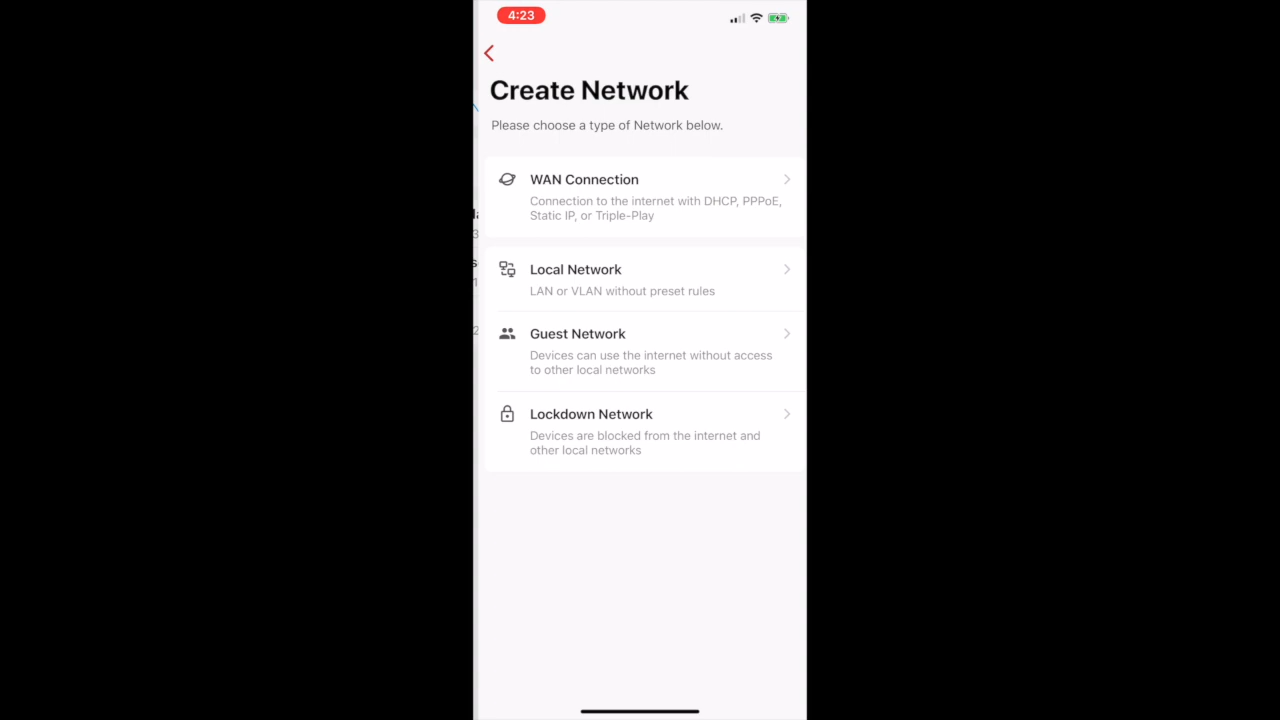 4:23
Create Network
Please choose a type of Network below.
WAN Connection
Connection to the internet with DHCP, PPPoE,
Static IP, or Triple-Play
Local Network
LAN or VLAN without preset rules
Guest Network
Devices can use the internet without access
to other local networks
Lockdown Network
Devices are blocked from the internet and
other local networks